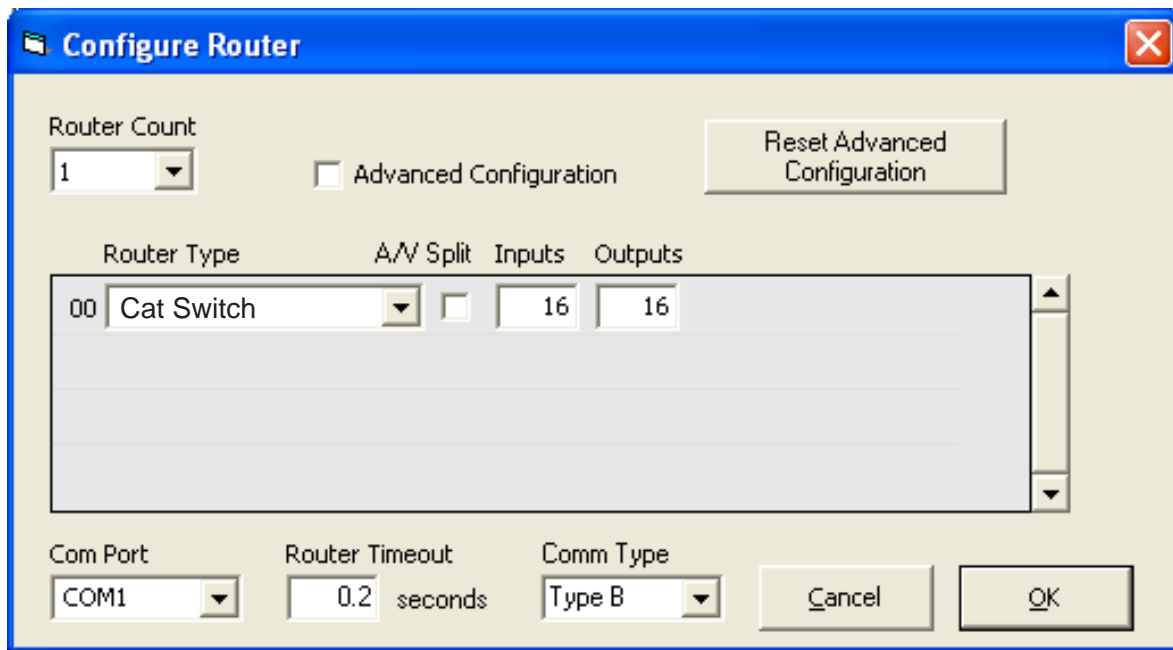 Configure Router
Router Count
1
Advanced Configuration
Reset Advanced
Configuration
Router Type A/V Split Inputs Outputs
00 Cat Switch 16 16
Com Port Router Timeout Comm Type
COM1 0.2 seconds Type B Cancel OK